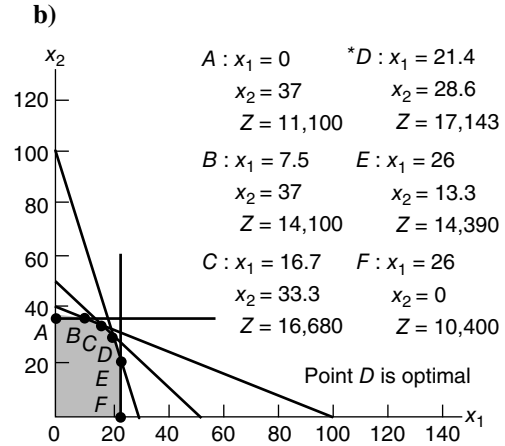 b)
x2
120
100
80
60
40
20
0
A
B
C
D
E
F
0 20 40 60 80 100 120 140
x1
A : x1 = 0
x2 = 37
Z = 11,100
B : x1 = 7.5
x2 = 37
Z = 14,100
C : x1 = 16.7
x2 = 33.3
Z = 16,680
*D : x1 = 21.4
x2 = 28.6
Z = 17,143
E : x1 = 26
x2 = 13.3
Z = 14,390
F : x1 = 26
x2 = 0
Z = 10,400
Point D is optimal